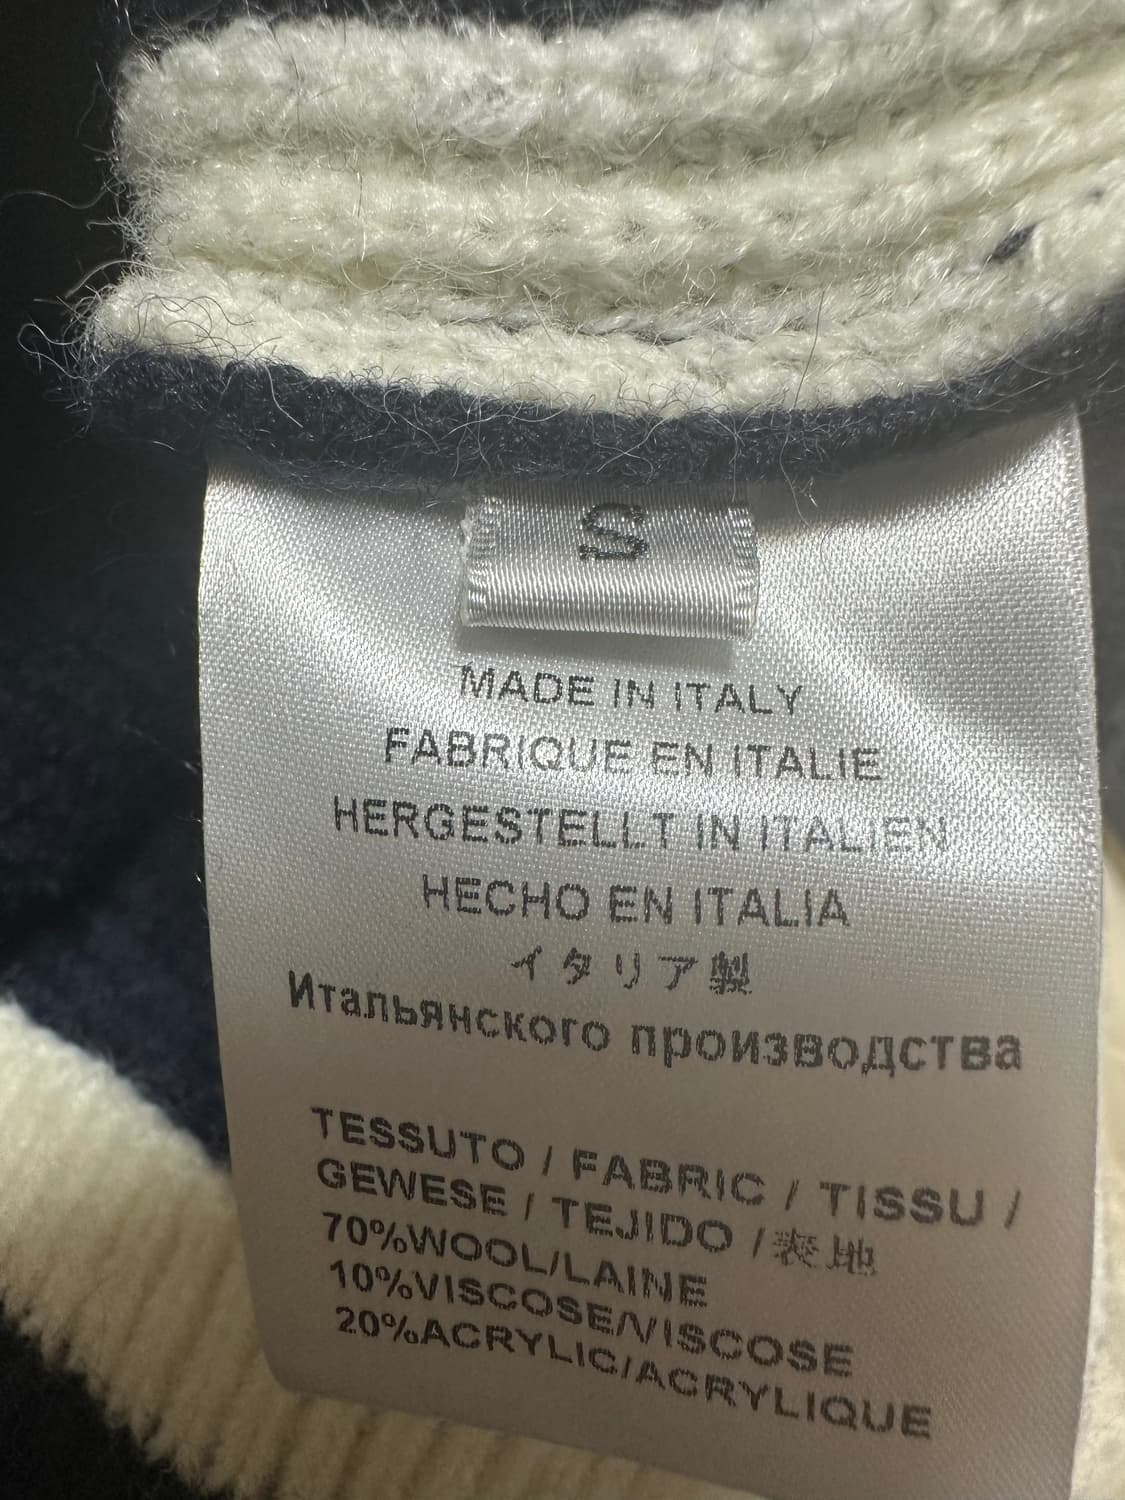 S
MADE IN ITALY
FABRIQUE EN ITALIE
HERGESTELLT IN ITALIEN
HECHO EN ITALIA
イタリア製
Итальянского производства
TESSUTO / FABRIC / TISSU /
GEWESE / TEJIDO / 表地
70%WOOL/LAINE
10%VISCOSE/VISCOSE
20%ACRYLIC/ACRYLIQUE